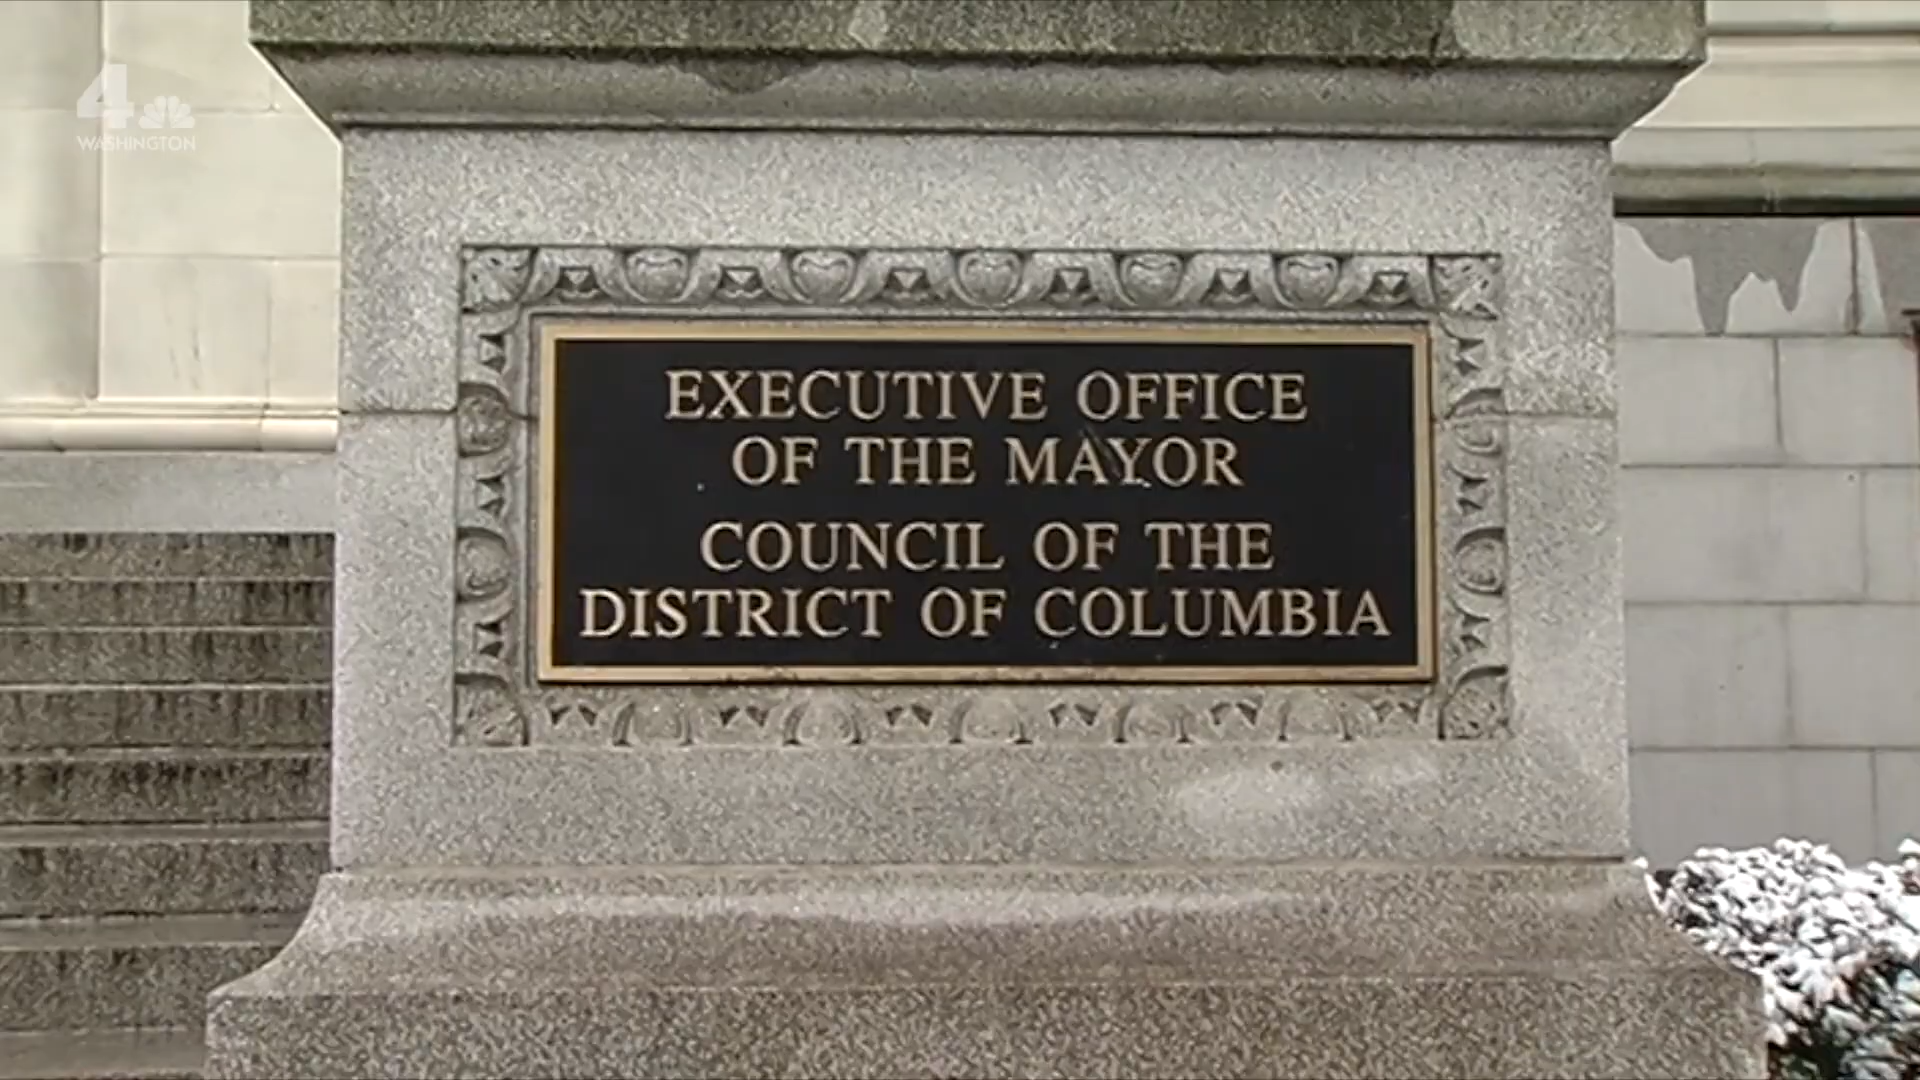 4
WASHINGTON
EXECUTIVE OFFICE
OF THE MAYOR
COUNCIL OF THE
DISTRICT OF COLUMBIA